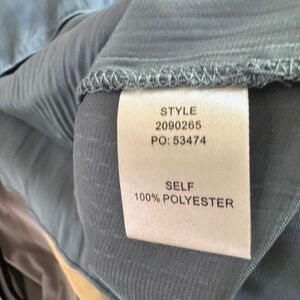 STYLE
2090265
PO: 53474
SELF
100% POLYESTER